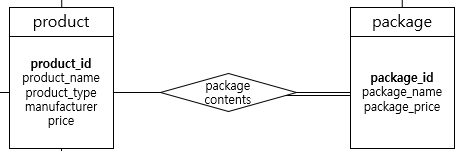 product
product_id
product_name
product_type
manufacturer
price
package
contents
package
package_id
package_name
package_price